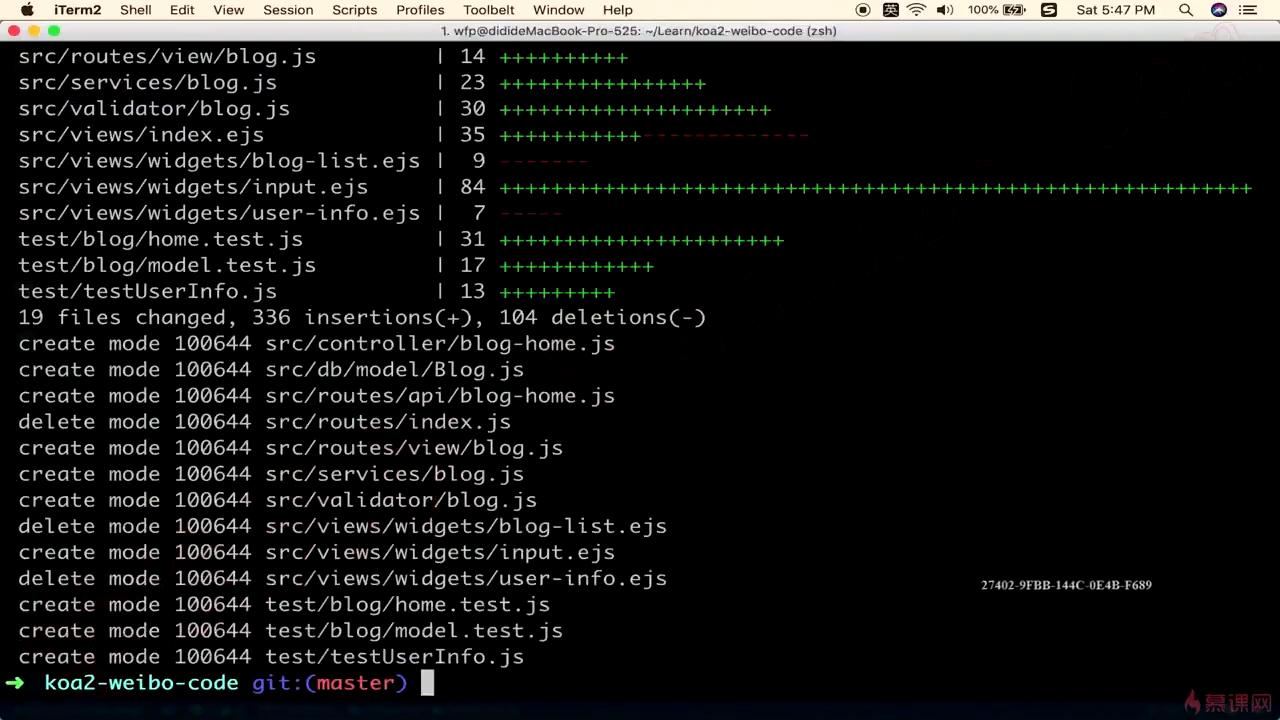 iTerm2 Shell Edit View Session Scripts Profiles Toolbelt Window Help 英 100% Sat 5:47 PM
1. wfp@didideMacBook-Pro-525: ~/Learn/koa2-weibo-code (zsh)
src/routes/view/blog.js | 14 ++++++++++
src/services/blog.js | 23 ++++++++++++++++
src/validator/blog.js | 30 +++++++++++++++++++++
src/views/index.ejs | 35 +++++++++++-------------
src/views/widgets/blog-list.ejs | 9 -------
src/views/widgets/input.ejs | 84 ++++++++++++++++++++++++++++++++++++++++++++++++++++++++++
src/views/widgets/user-info.ejs | 7 -----
test/blog/home.test.js | 31 ++++++++++++++++++++++
test/blog/model.test.js | 17 ++++++++++++
test/testUserInfo.js | 13 +++++++++
19 files changed, 336 insertions(+), 104 deletions(-)
create mode 100644 src/controller/blog-home.js
create mode 100644 src/db/model/Blog.js
create mode 100644 src/routes/api/blog-home.js
delete mode 100644 src/routes/index.js
create mode 100644 src/routes/view/blog.js
create mode 100644 src/services/blog.js
create mode 100644 src/validator/blog.js
delete mode 100644 src/views/widgets/blog-list.ejs
create mode 100644 src/views/widgets/input.ejs
delete mode 100644 src/views/widgets/user-info.ejs
27402-9FBB-144C-0E4B-F689
create mode 100644 test/blog/home.test.js
create mode 100644 test/blog/model.test.js
create mode 100644 test/testUserInfo.js
➜ koa2-weibo-code git:(master)
慕课网